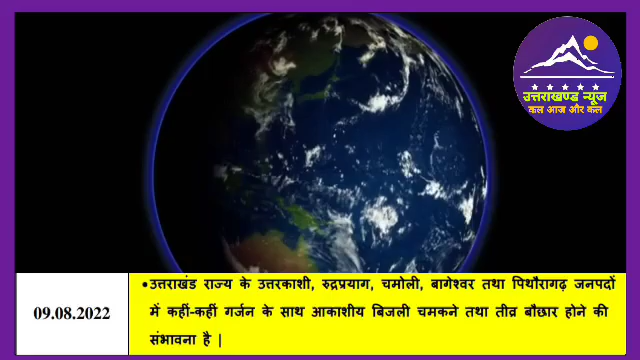 उत्तराखण्ड न्यूज
कल आज और कल
•उत्तराखंड राज्य के उत्तरकाशी, रुद्रप्रयाग, चमोली, बागेश्वर तथा पिथौरागढ़ जनपदों
में कहीं-कहीं गर्जन के साथ आकाशीय बिजली चमकने तथा तीव्र बौछार होने की
संभावना है |
09.08.2022